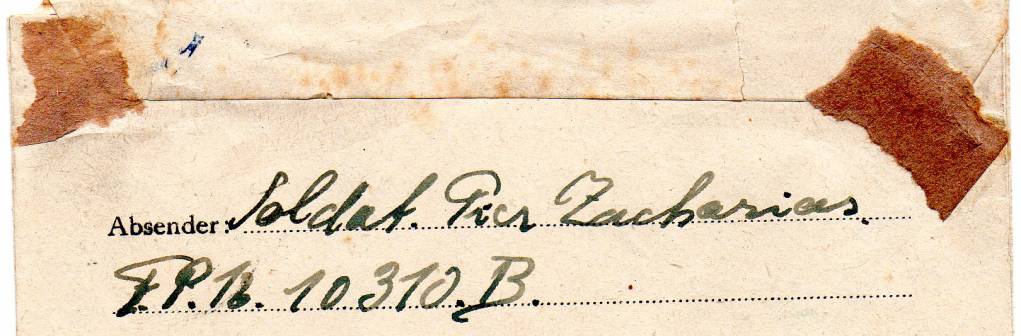 Absender: Soldat. Pier Zacharias.
F.P.N. 10310. B.